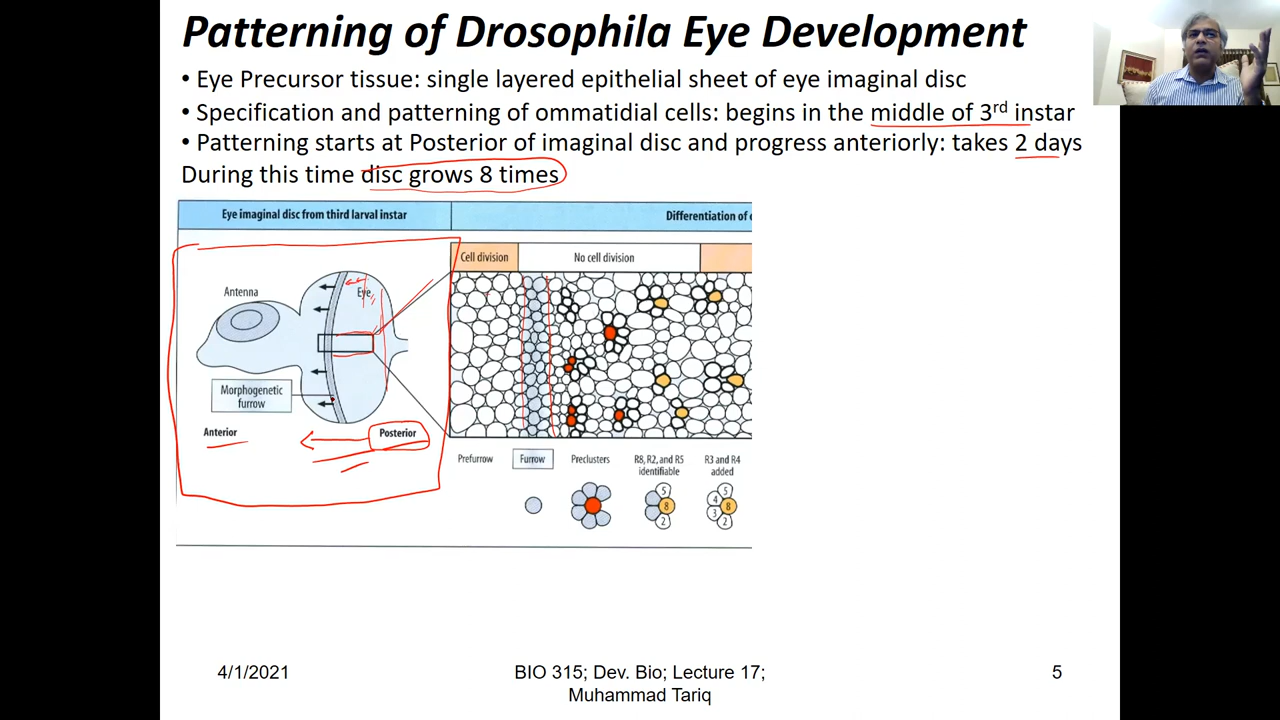 Patterning of Drosophila Eye Development
• Eye Precursor tissue: single layered epithelial sheet of eye imaginal disc
• Specification and patterning of ommatidial cells: begins in the middle of 3rd instar
• Patterning starts at Posterior of imaginal disc and progress anteriorly: takes 2 days
During this time disc grows 8 times
Eye imaginal disc from third larval instar
Differentiation of
Cell division
No cell division
Antenna
Eye
Morphogenetic
furrow
Anterior
Posterior
Prefurrow
Furrow
Preclusters
R8, R2, and R5
identifiable
R3 and R4
added
5
8
2
5
4
8
3
2
4/1/2021
BIO 315; Dev. Bio; Lecture 17;
Muhammad Tariq
5